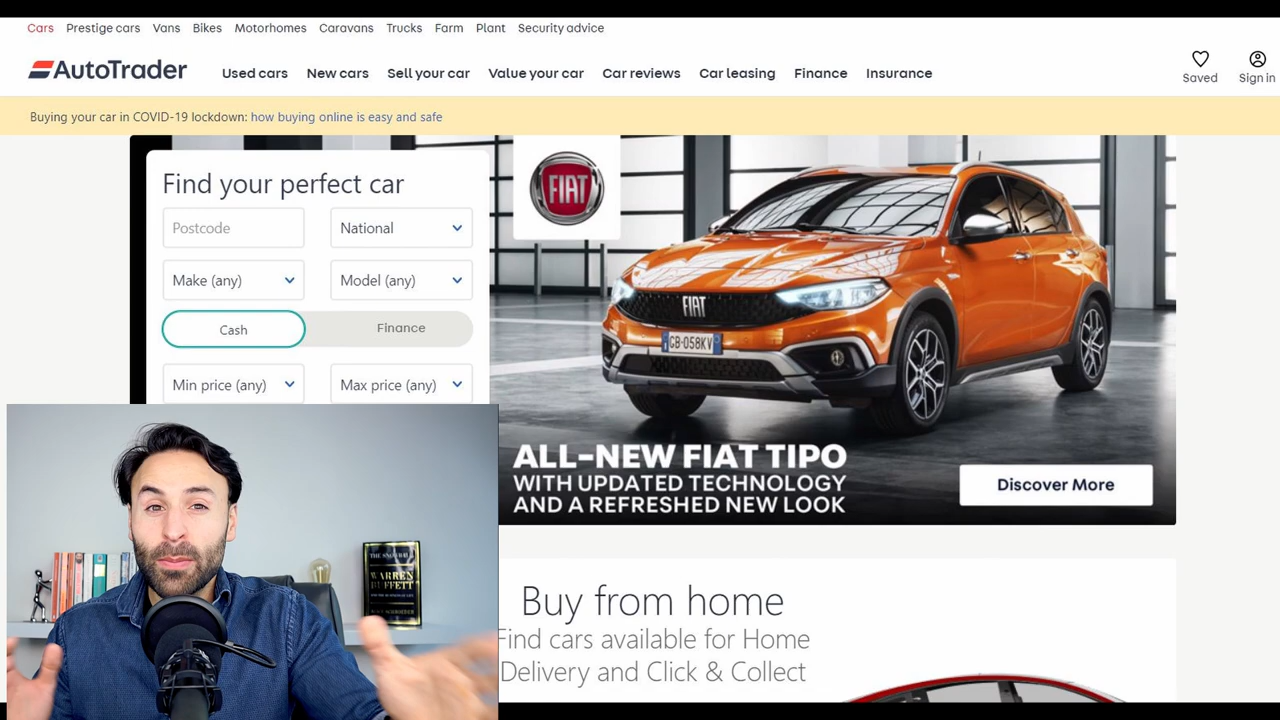 Cars Prestige cars Vans Bikes Motorhomes Caravans Trucks Farm Plant Security advice
AutoTrader Used cars New cars Sell your car Value your car Car reviews Car leasing Finance Insurance
Saved Sign in
Buying your car in COVID-19 lockdown: how buying online is easy and safe
Find your perfect car
Postcode National
Make (any) Model (any)
Cash Finance
Min price (any) Max price (any)
FIAT
FIAT
GB·058KV
ALL-NEW FIAT TIPO
WITH UPDATED TECHNOLOGY
AND A REFRESHED NEW LOOK
Discover More
THE SNOWBALL
WARREN
BUFFETT
Buy from home
Find cars available for Home
Delivery and Click & Collect